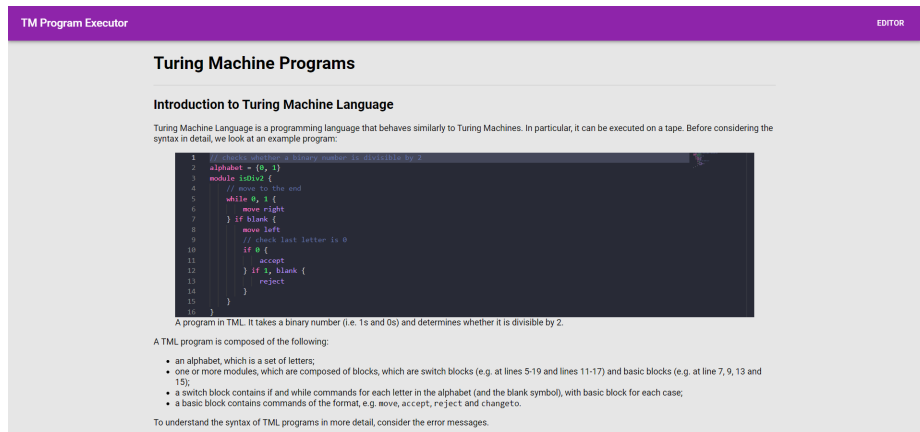 TM Program Executor
EDITOR
Turing Machine Programs
Introduction to Turing Machine Language
Turing Machine Language is a programming language that behaves similarly to Turing Machines. In particular, it can be executed on a tape. Before considering the
syntax in detail, we look at an example program:
1 // checks whether a binary number is divisible by 2
2 alphabet = {0, 1}
3 module isDiv2 {
4 // move to the end
5 while 0, 1 {
6 move right
7 } if blank {
8 move left
9 // check last letter is 0
10 if 0 {
11 accept
12 } if 1, blank {
13 reject
14 }
15 }
16 }
A program in TML. It takes a binary number (i.e. 1s and 0s) and determines whether it is divisible by 2.
A TML program is composed of the following:
• an alphabet, which is a set of letters;
• one or more modules, which are composed of blocks, which are switch blocks (e.g. at lines 5-19 and lines 11-17) and basic blocks (e.g. at line 7, 9, 13 and
15);
• a switch block contains if and while commands for each letter in the alphabet (and the blank symbol), with basic block for each case;
• a basic block contains commands of the format, e.g. move, accept, reject and changeto.
To understand the syntax of TML programs in more detail, consider the error messages.